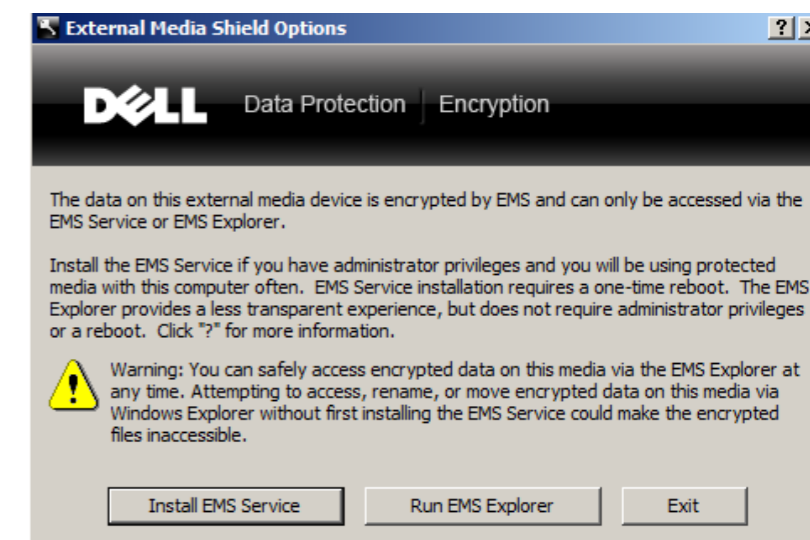 External Media Shield Options
DELL Data Protection | Encryption
The data on this external media device is encrypted by EMS and can only be accessed via the
EMS Service or EMS Explorer.
Install the EMS Service if you have administrator privileges and you will be using protected
media with this computer often. EMS Service installation requires a one-time reboot. The EMS
Explorer provides a less transparent experience, but does not require administrator privileges
or a reboot. Click "?" for more information.
Warning: You can safely access encrypted data on this media via the EMS Explorer at
any time. Attempting to access, rename, or move encrypted data on this media via
Windows Explorer without first installing the EMS Service could make the encrypted
files inaccessible.
Install EMS Service Run EMS Explorer Exit